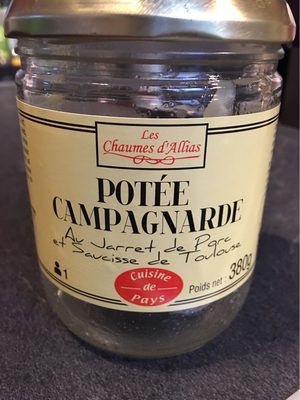 Les
Chaumes d'Allias
POTÉE
CAMPAGNARDE
Au Jarret de Porc
et Saucisse de Toulouse
1
Cuisine
de
Pays
Poids net : 380g